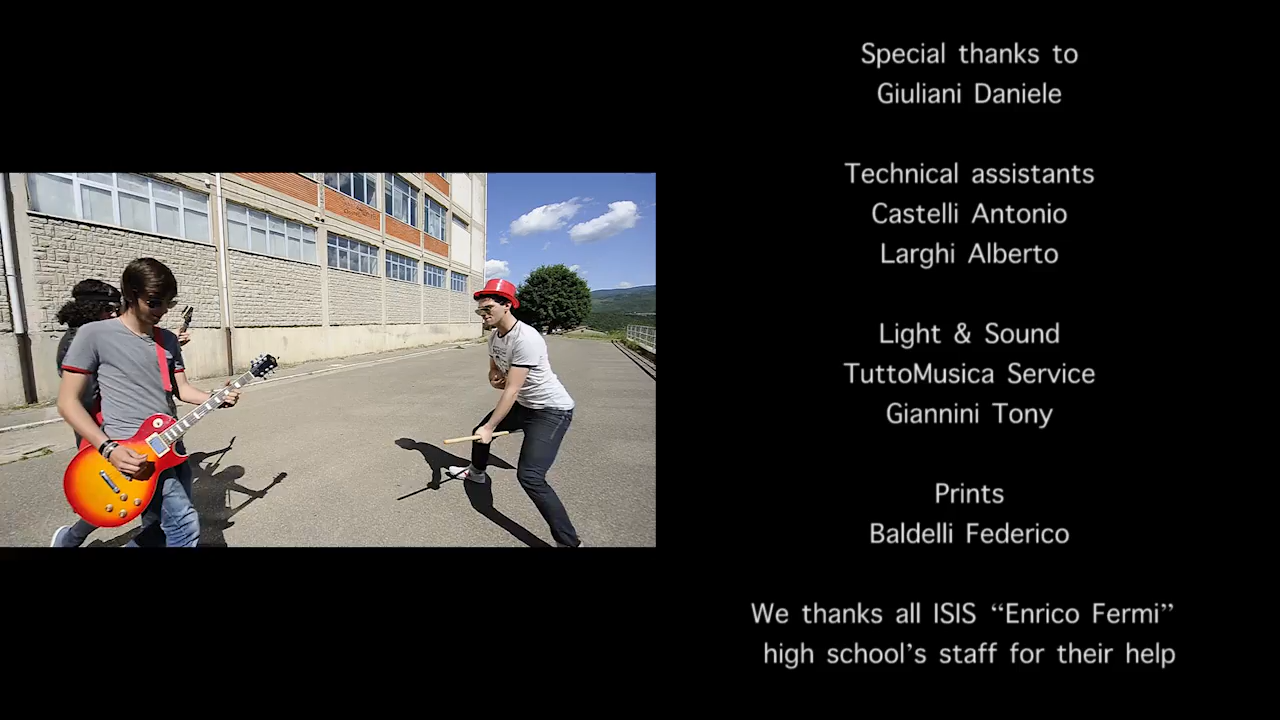 Special thanks to
Giuliani Daniele
Technical assistants
Castelli Antonio
Larghi Alberto
Light & Sound
TuttoMusica Service
Giannini Tony
Prints
Baldelli Federico
We thanks all ISIS “Enrico Fermi”
high school’s staff for their help